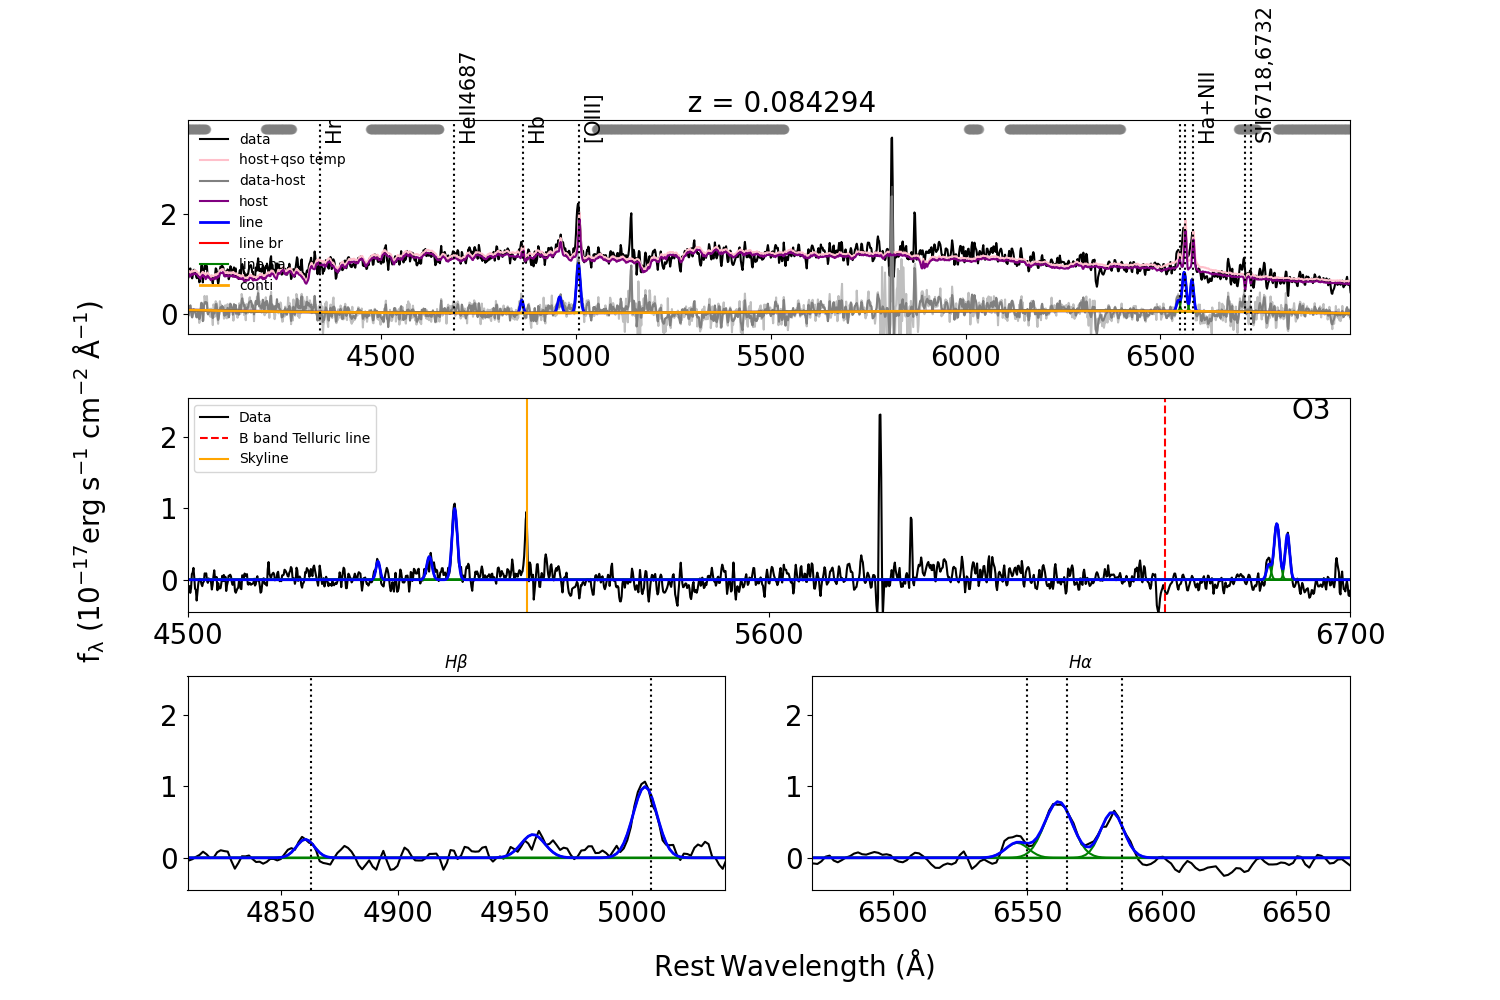 z = 0.084294
Hr
HeII4687
Hb
[OIII]
Ha+NII
SII6718,6732
data
host+qso temp
data-host
host
line
line br
line na
conti
2
0
4500 5000 5500 6000 6500
O3
Data
B band Telluric line
Skyline
2
1
0
4500 5600 6700
fλ (10−17erg s−1 cm−2 Å−1)
Hβ
2
1
0
4850 4900 4950 5000
Hα
2
1
0
6500 6550 6600 6650
Rest Wavelength (Å)